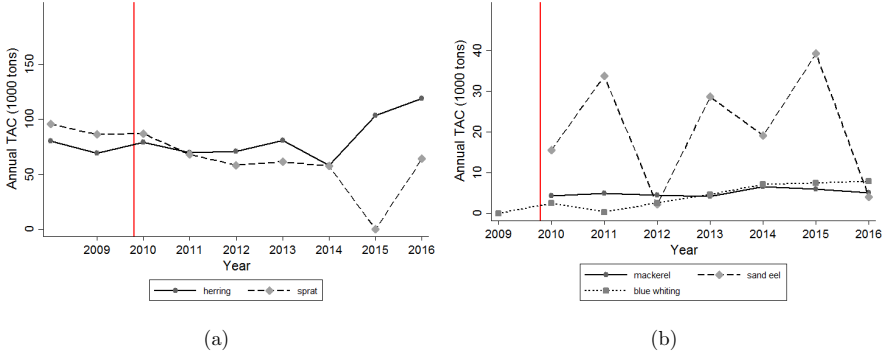 Annual TAC (1000 tons)
150
100
50
0
2009 2010 2011 2012 2013 2014 2015 2016
Year
herring sprat
(a)
Annual TAC (1000 tons)
40
30
20
10
0
2009 2010 2011 2012 2013 2014 2015 2016
Year
mackerel sand eel
blue whiting
(b)